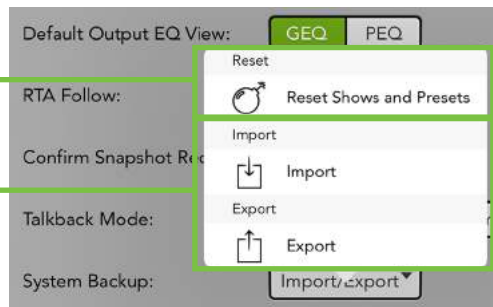 Default Output EQ View: GEQ PEQ
Reset
RTA Follow: Reset Shows and Presets
Import
Confirm Snapshot Rec
Import
Export
Talkback Mode:
Export
System Backup: Import/Export